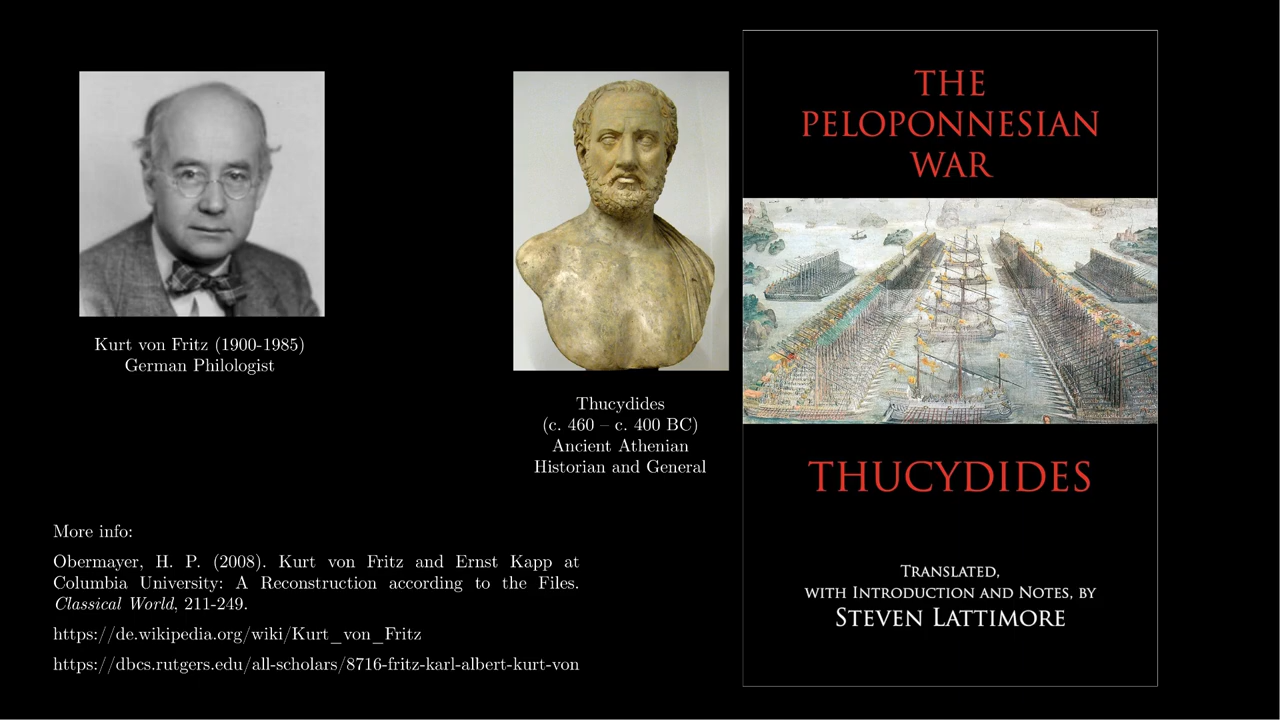 Kurt von Fritz (1900-1985)
German Philologist
Thucydides
(c. 460 – c. 400 BC)
Ancient Athenian
Historian and General
More info:
Obermayer, H. P. (2008). Kurt von Fritz and Ernst Kapp at
Columbia University: A Reconstruction according to the Files.
Classical World, 211-249.
https://de.wikipedia.org/wiki/Kurt_von_Fritz
https://dbcs.rutgers.edu/all-scholars/8716-fritz-karl-albert-kurt-von
THE
PELOPONNESIAN
WAR
THUCYDIDES
TRANSLATED,
WITH INTRODUCTION AND NOTES, BY
STEVEN LATTIMORE